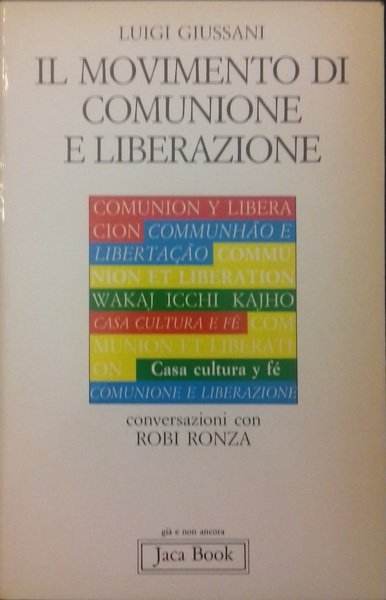 LUIGI GIUSSANI
IL MOVIMENTO DI
COMUNIONE
E LIBERAZIONE
COMUNION Y LIBERA
CION COMMUNHÃO E
LIBERTAÇÃO COMMU
NION ET LIBERATION
WAKAJ ICCHI KAJHO
CASA CULTURA E FÉ COM
MUNJON ET LIBERATI
ON Casa cultura y fé
COMUNIONE E LIBERAZIONE
conversazioni con
ROBI RONZA
già e non ancora
Jaca Book